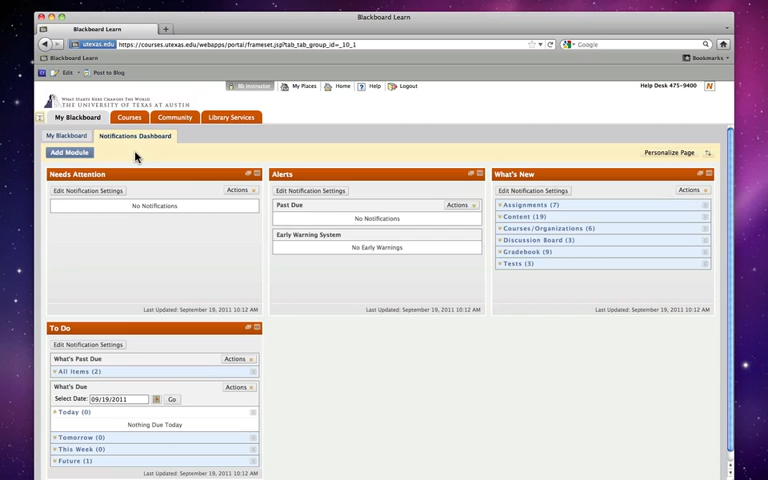 Blackboard Learn
Blackboard Learn
utexas.edu https://courses.utexas.edu/webapps/portal/frameset.jsp?tab_tab_group_id=_10_1 Google
Blackboard Learn Bookmarks
Edit Post to Blog
Instructor My Places Home Help Logout Help Desk 475-9400 N
WHAT STARTS HERE CHANGES THE WORLD
THE UNIVERSITY OF TEXAS AT AUSTIN
My Blackboard Courses Community Library Services
My Blackboard Notifications Dashboard
Add Module Personalize Page
Needs Attention
Edit Notification Settings Actions
No Notifications
Last Updated: September 19, 2011 10:12 AM
Alerts
Edit Notification Settings
Past Due Actions
No Notifications
Early Warning System
No Early Warnings
Last Updated: September 19, 2011 10:12 AM
What's New
Edit Notification Settings Actions
Assignments (7)
Content (19)
Courses/Organizations (6)
Discussion Board (3)
Gradebook (9)
Tests (3)
Last Updated: September 19, 2011 10:12 AM
To Do
Edit Notification Settings
What's Past Due Actions
All Items (2)
What's Due Actions
Select Date: 09/19/2011 Go
Today (0)
Nothing Due Today
Tomorrow (0)
This Week (0)
Future (1)
Last Updated: September 19, 2011 10:12 AM